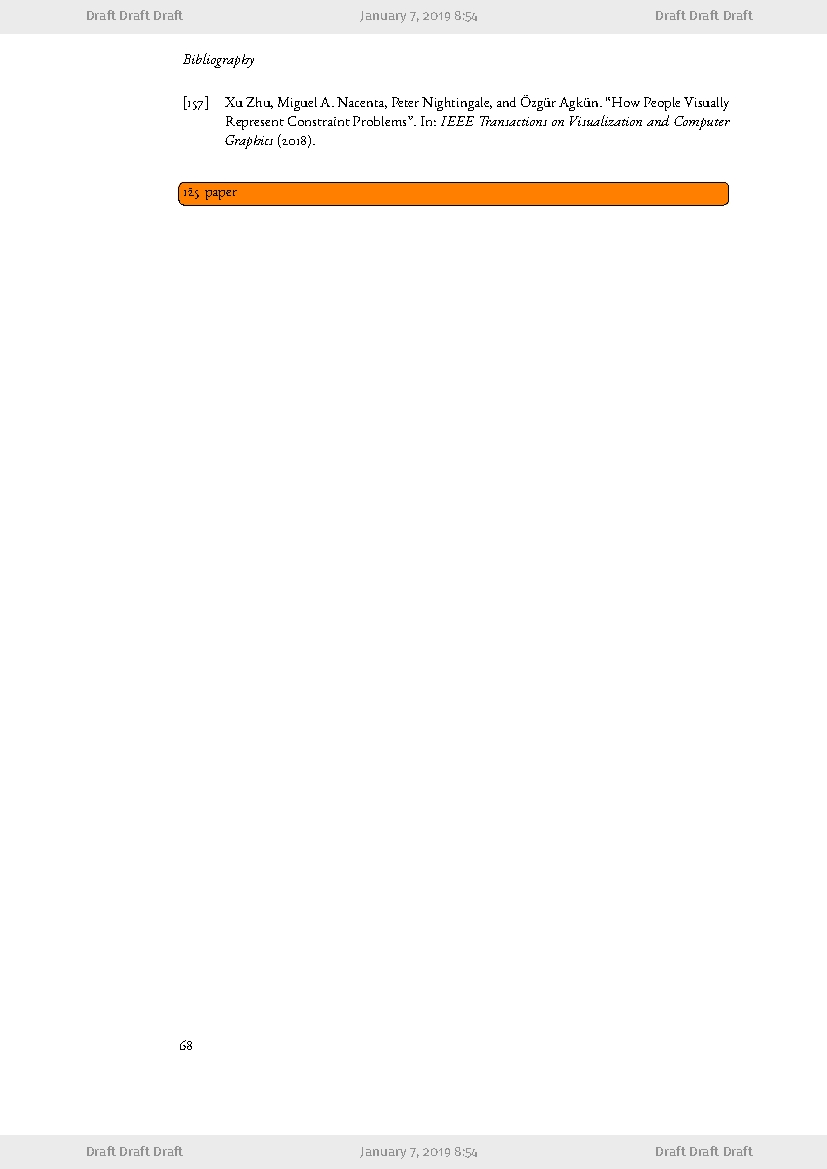 Draft Draft Draft January 7, 2019 8:54 Draft Draft Draft
Bibliography
[157] Xu Zhu, Miguel A. Nacenta, Peter Nightingale, and Özgür Agkün. “How People Visually
Represent Constraint Problems”. In: IEEE Transactions on Visualization and Computer
Graphics (2018).
125 paper
68
Draft Draft Draft January 7, 2019 8:54 Draft Draft Draft